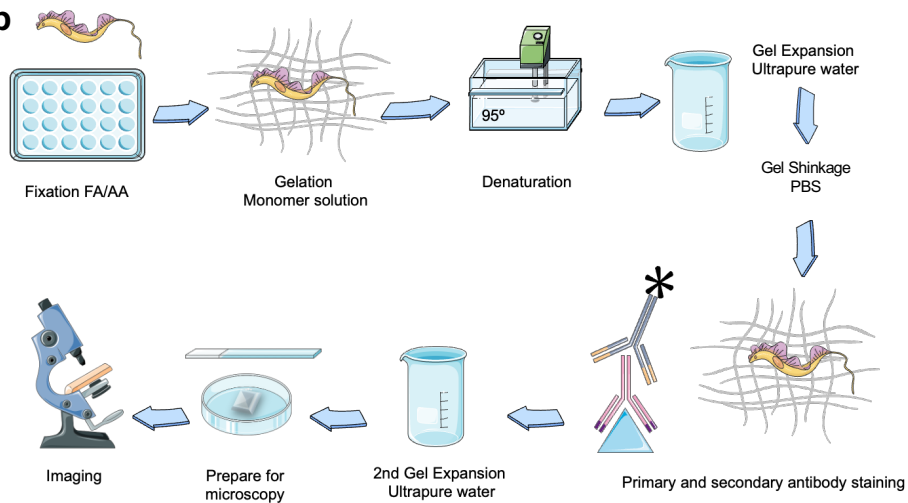 b
Fixation FA/AA
Gelation
Monomer solution
95º
Denaturation
Gel Expansion
Ultrapure water
Gel Shinkage
PBS
Primary and secondary antibody staining
2nd Gel Expansion
Ultrapure water
Prepare for
microscopy
Imaging